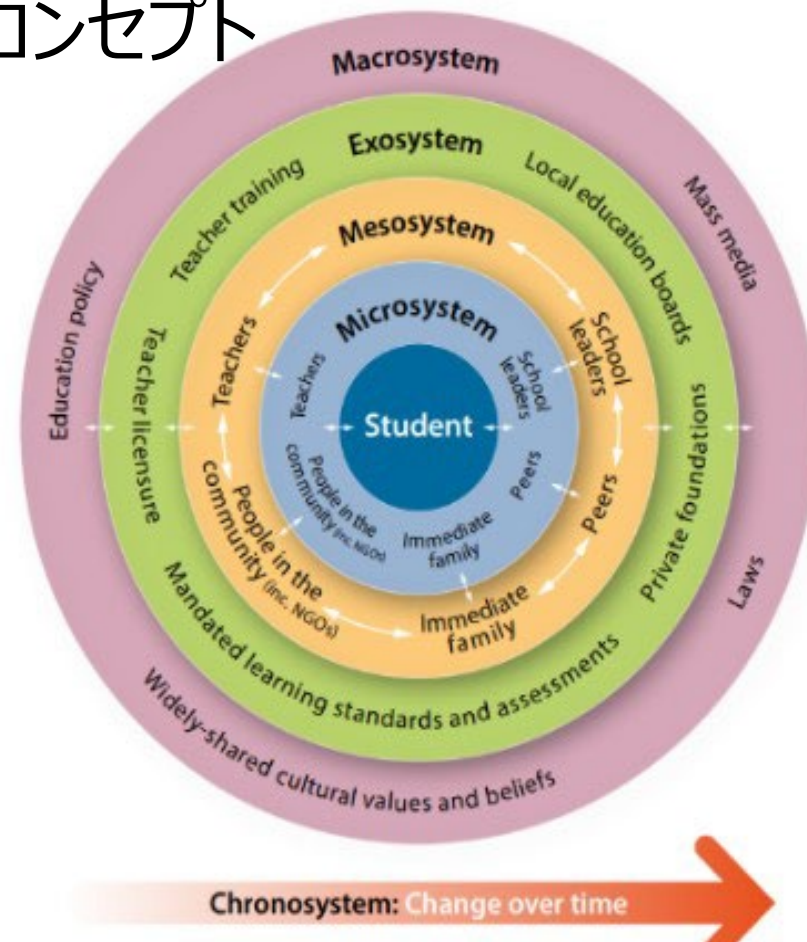 コンセプト
Macrosystem
Education policy
Mass media
Laws
Widely-shared cultural values and beliefs
Exosystem
Teacher training
Local education boards
Teacher licensure
Private foundations
Mandated learning standards and assessments
Mesosystem
Teachers
School
leaders
People in the
community (inc, NGOs)
Peers
Immediate
family
Microsystem
Teachers
School
leaders
People in the
community (inc, NGOs)
Peers
Immediate
family
Student
Chronosystem: Change over time